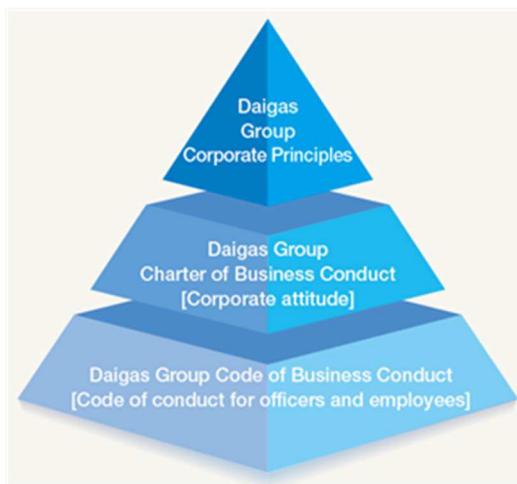 Daigas
Group
Corporate Principles
Daigas Group
Charter of Business Conduct
[Corporate attitude]
Daigas Group Code of Business Conduct
[Code of conduct for officers and employees]